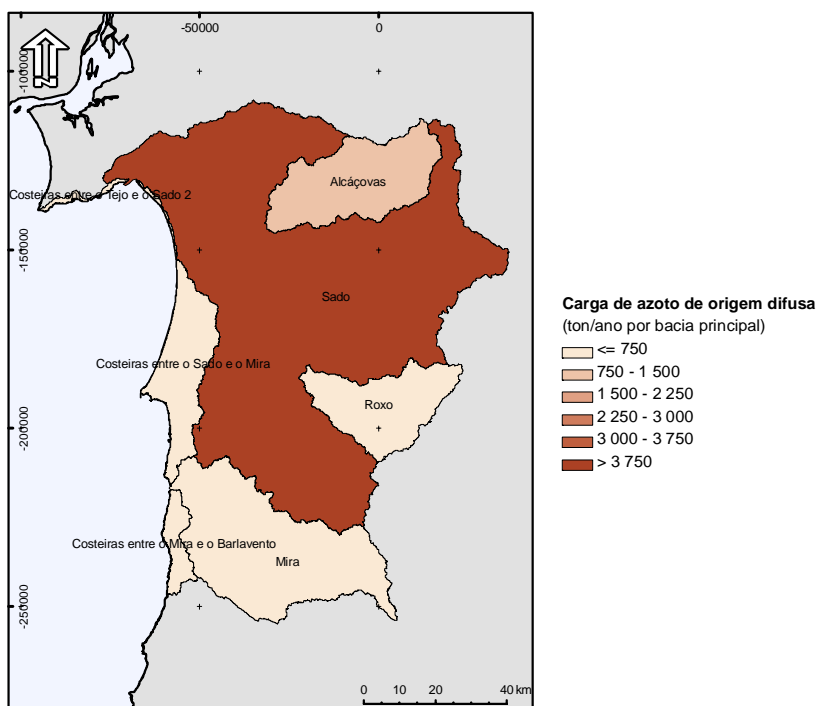 -50000
0
-100000
N
Alcáçovas
Costeiras entre o Tejo e o Sado 2
-150000
Sado
Costeiras entre o Sado e o Mira
Roxo
-200000
Costeiras entre o Mira e o Barlavento
Mira
-250000
0 10 20 40 km
Carga de azoto de origem difusa
(ton/ano por bacia principal)
<= 750
750 - 1 500
1 500 - 2 250
2 250 - 3 000
3 000 - 3 750
> 3 750